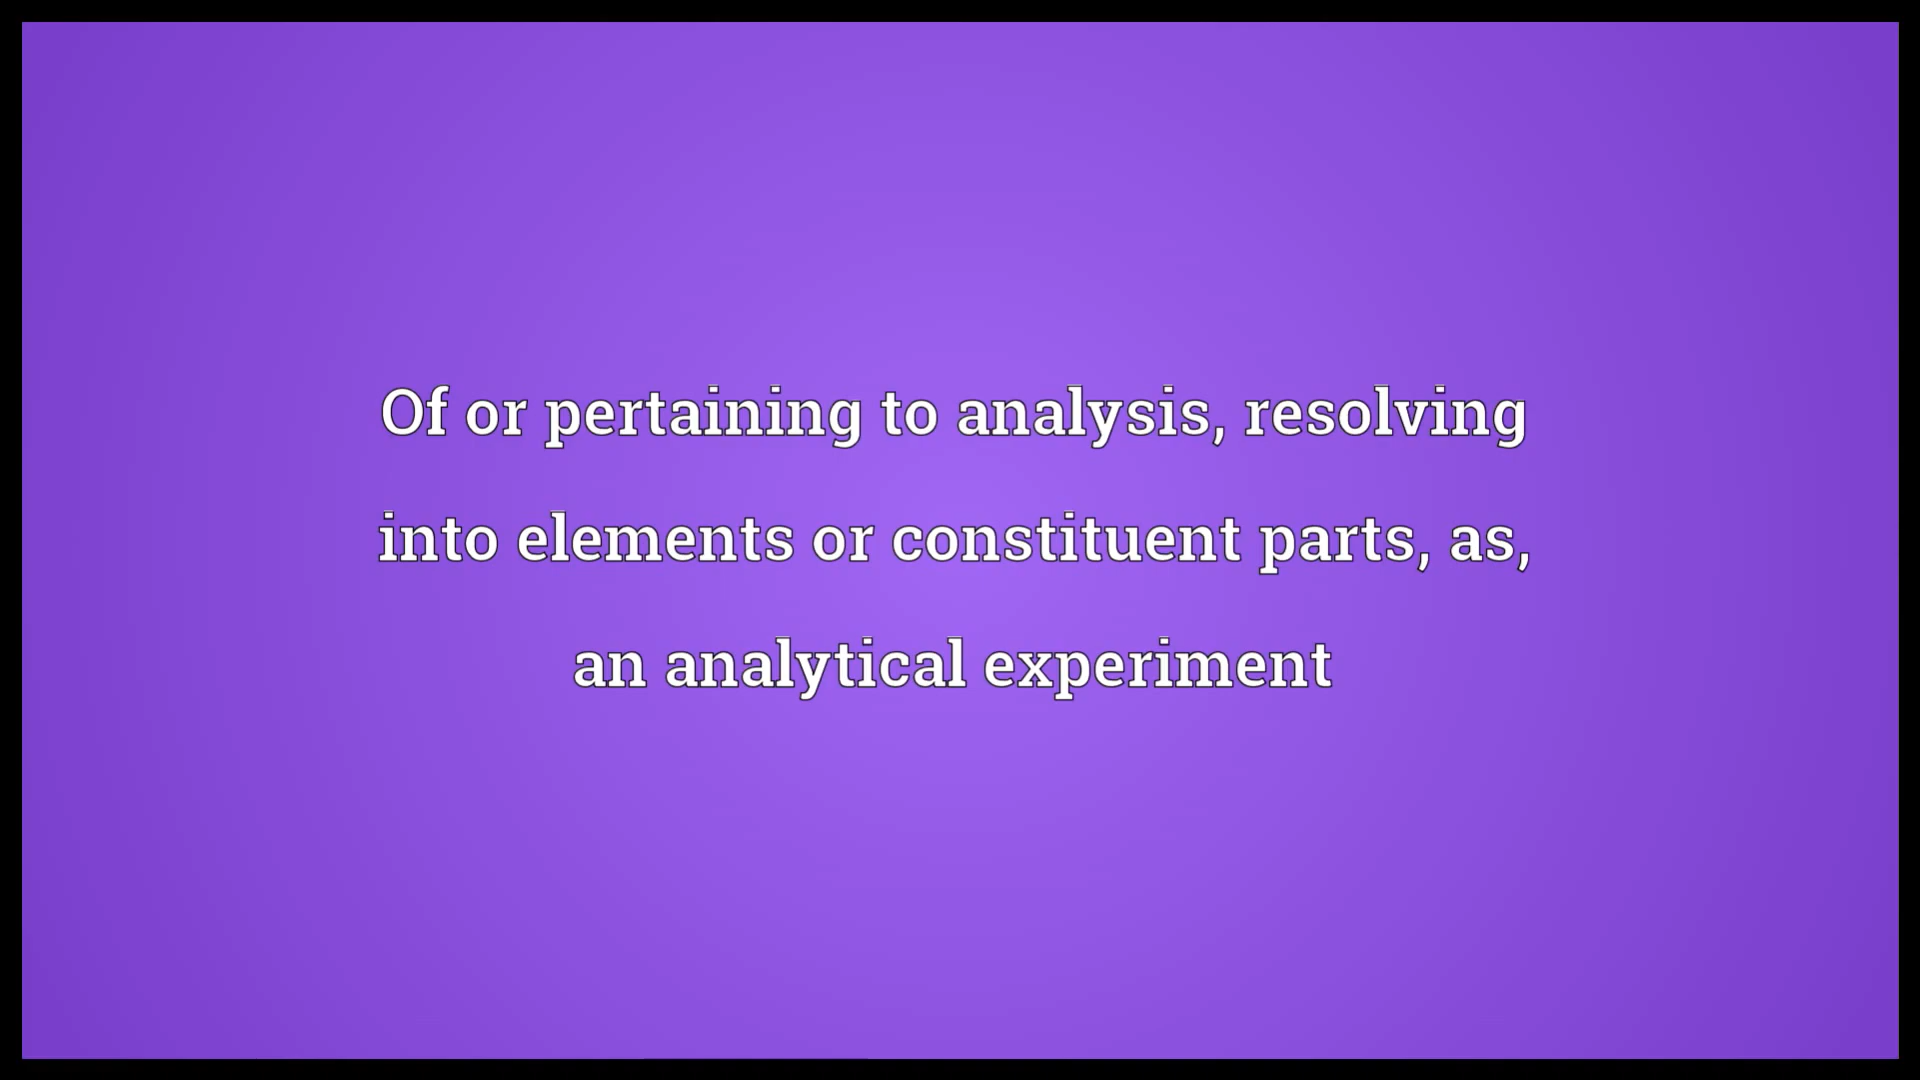 Of or pertaining to analysis, resolving
into elements or constituent parts, as,
an analytical experiment